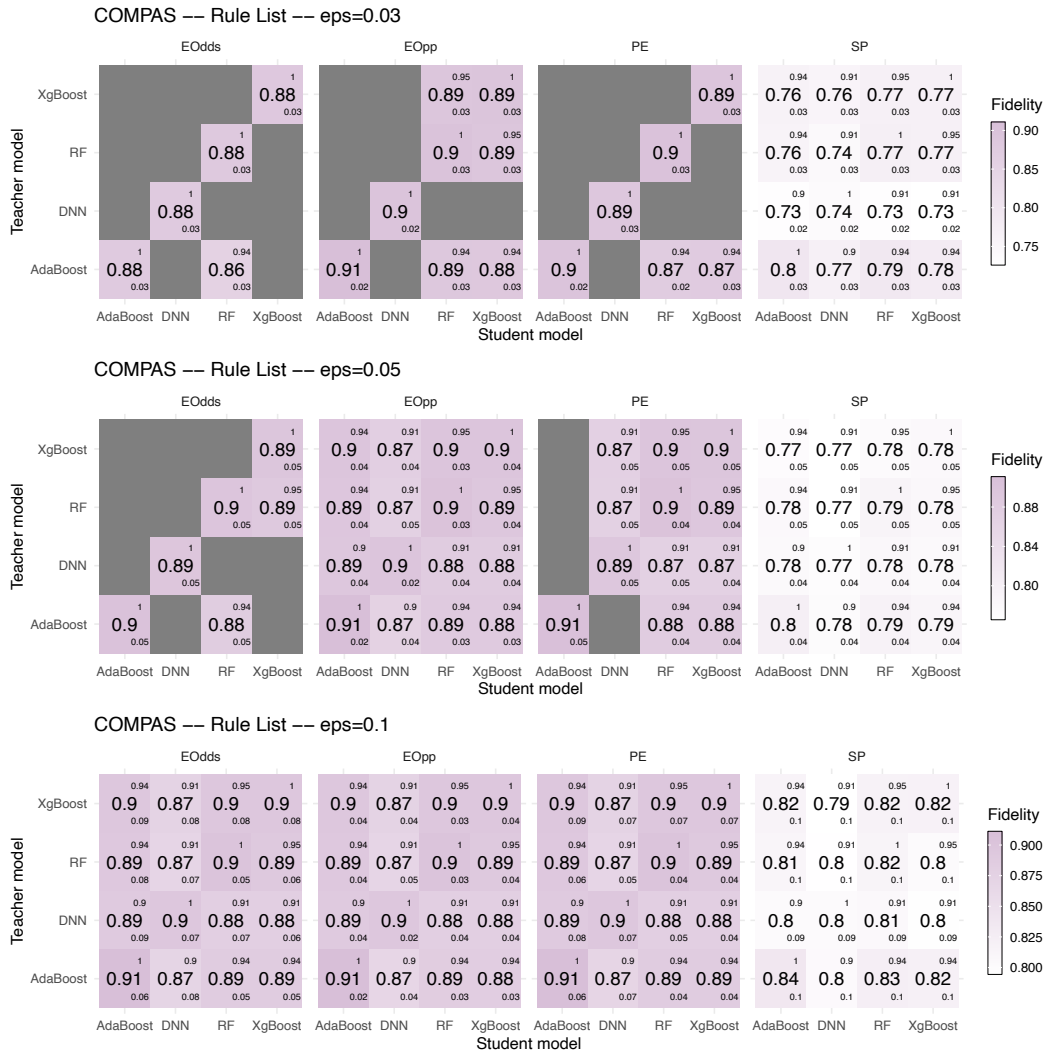 COMPAS −− Rule List −− eps=0.03
EOdds EOpp PE SP
1 0.95 1 1 0.94 0.91 0.95 1
XgBoost 0.88 0.89 0.89 0.89 0.76 0.76 0.77 0.77
0.03 0.03 0.03 0.03 0.03 0.03 0.03 0.03
1 1 0.95 1 0.94 0.91 1 0.95
RF 0.88 0.9 0.89 0.9 0.76 0.74 0.77 0.77
0.03 0.03 0.03 0.03 0.03 0.03 0.03 0.03
1 1 1 0.9 1 0.91 0.91
DNN 0.88 0.9 0.89 0.73 0.74 0.73 0.73
0.03 0.02 0.03 0.02 0.02 0.02 0.02
1 0.94 1 0.94 0.94 1 0.94 0.94 1 0.9 0.94 0.94
AdaBoost 0.88 0.86 0.91 0.89 0.88 0.9 0.87 0.87 0.8 0.77 0.79 0.78
0.03 0.03 0.02 0.03 0.03 0.02 0.03 0.03 0.03 0.03 0.03 0.03
AdaBoost DNN RF XgBoost AdaBoost DNN RF XgBoost AdaBoost DNN RF XgBoost AdaBoost DNN RF XgBoost
Student model
Teacher model
Fidelity
0.90
0.85
0.80
0.75
COMPAS −− Rule List −− eps=0.05
EOdds EOpp PE SP
1 0.94 0.91 0.95 1 0.91 0.95 1 0.94 0.91 0.95 1
XgBoost 0.89 0.9 0.87 0.9 0.9 0.87 0.9 0.9 0.77 0.77 0.78 0.78
0.05 0.04 0.04 0.03 0.04 0.05 0.05 0.05 0.05 0.05 0.05 0.05
1 0.95 0.94 0.91 1 0.95 0.91 1 0.95 0.94 0.91 1 0.95
RF 0.9 0.89 0.89 0.87 0.9 0.89 0.87 0.9 0.89 0.78 0.77 0.79 0.78
0.05 0.05 0.04 0.05 0.03 0.04 0.05 0.04 0.04 0.05 0.05 0.05 0.05
1 0.9 1 0.91 0.91 1 0.91 0.91 0.9 1 0.91 0.91
DNN 0.89 0.89 0.9 0.88 0.88 0.89 0.87 0.87 0.78 0.77 0.78 0.78
0.05 0.04 0.02 0.04 0.04 0.05 0.05 0.04 0.04 0.04 0.04 0.04
1 0.94 1 0.9 0.94 0.94 1 0.94 0.94 1 0.9 0.94 0.94
AdaBoost 0.9 0.88 0.91 0.87 0.89 0.88 0.91 0.88 0.88 0.8 0.78 0.79 0.79
0.05 0.05 0.02 0.04 0.03 0.03 0.05 0.04 0.04 0.04 0.04 0.04 0.04
AdaBoost DNN RF XgBoost AdaBoost DNN RF XgBoost AdaBoost DNN RF XgBoost AdaBoost DNN RF XgBoost
Student model
Teacher model
Fidelity
0.88
0.84
0.80
COMPAS −− Rule List −− eps=0.1
EOdds EOpp PE SP
0.94 0.91 0.95 1 0.94 0.91 0.95 1 0.94 0.91 0.95 1 0.94 0.91 0.95 1
XgBoost 0.9 0.87 0.9 0.9 0.9 0.87 0.9 0.9 0.9 0.87 0.9 0.9 0.82 0.79 0.82 0.82
0.09 0.08 0.08 0.08 0.04 0.04 0.03 0.04 0.09 0.07 0.07 0.07 0.1 0.1 0.1 0.1
0.94 0.91 1 0.95 0.94 0.91 1 0.95 0.94 0.91 1 0.95 0.94 0.91 1 0.95
RF 0.89 0.87 0.9 0.89 0.89 0.87 0.9 0.89 0.89 0.87 0.9 0.89 0.81 0.8 0.82 0.8
0.08 0.07 0.05 0.06 0.04 0.05 0.03 0.04 0.06 0.05 0.04 0.04 0.1 0.1 0.1 0.1
0.9 1 0.91 0.91 0.9 1 0.91 0.91 0.9 1 0.91 0.91 0.9 1 0.91 0.91
DNN 0.89 0.9 0.88 0.88 0.89 0.9 0.88 0.88 0.89 0.9 0.88 0.88 0.8 0.8 0.81 0.8
0.09 0.07 0.07 0.06 0.04 0.02 0.04 0.04 0.08 0.07 0.05 0.04 0.09 0.09 0.09 0.09
1 0.9 0.94 0.94 1 0.9 0.94 0.94 1 0.9 0.94 0.94 1 0.9 0.94 0.94
AdaBoost 0.91 0.87 0.89 0.89 0.91 0.87 0.89 0.88 0.91 0.87 0.89 0.89 0.84 0.8 0.83 0.82
0.06 0.08 0.05 0.05 0.02 0.04 0.03 0.03 0.06 0.07 0.04 0.04 0.1 0.1 0.1 0.1
AdaBoost DNN RF XgBoost AdaBoost DNN RF XgBoost AdaBoost DNN RF XgBoost AdaBoost DNN RF XgBoost
Student model
Teacher model
Fidelity
0.900
0.875
0.850
0.825
0.800